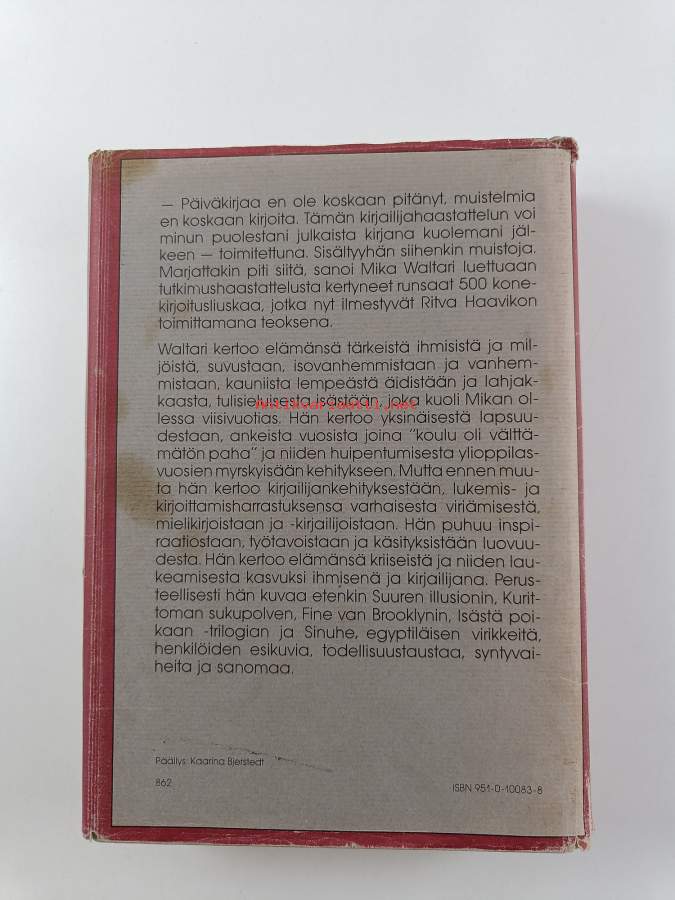 — Päiväkirjaa en ole koskaan pitänyt, muistelmia
en koskaan kirjoita. Tämän kirjailijahaastattelun voi
minun puolestani julkaista kirjana kuolemani jäl-
keen — toimitettuna. Sisältyyhän siihenkin muistoja.
Marjattakin piti siitä, sanoi Mika Waltari luettuaan
tutkimushaastattelusta kertyneet runsaat 500 kone-
kirjoitusliuskaa, jotka nyt ilmestyvät Ritva Haavikon
toimittamana teoksena.
Waltari kertoo elämänsä tärkeistä ihmisistä ja mil-
jöistä, suvustaan, isovanhemmistaan ja vanhem-
mistaan, kauniista lempeästä äidistään ja lahjak-
kaasta, tulisieluisesta isästään, joka kuoli Mikan ol-
Antikvariaatti.net
lessa viisivuotias. Hän kertoo yksinäisestä lapsuu-
destaan, ankeista vuosista joina "koulu oli välttä-
mätön paha" ja niiden huipentumisesta ylioppilas-
vuosien myrskyisään kehitykseen. Mutta ennen muu-
ta hän kertoo kirjailijankehityksestään, lukemis- ja
kirjoittamisharrastuksensa varhaisesta viriämisestä,
mielikirjoistaan ja -kirjailijoistaan. Hän puhuu inspi-
raatiostaan, työtavoistaan ja käsityksistään luovuu-
desta. Hän kertoo elämänsä kriiseistä ja niiden lau-
keamisesta kasvuksi ihmisenä ja kirjailijana. Perus-
teellisesti hän kuvaa etenkin Suuren illusionin, Kurit-
toman sukupolven, Fine van Brooklynin, Isästä poi-
kaan -trilogian ja Sinuhe, egyptiläisen virikkeitä,
henkilöiden esikuvia, todellisuustaustaa, syntyvai-
heita ja sanomaa.
Päällys: Kaarina Bjerstedt
862
ISBN 951-0-10083-8